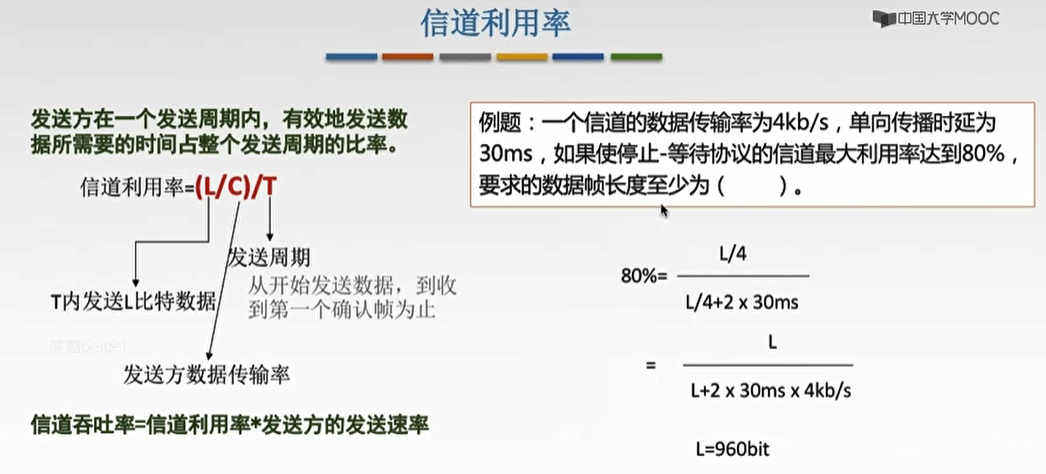 信道利用率
中国大学MOOC
发送方在一个发送周期内，有效地发送数
据所需要的时间占整个发送周期的比率。
信道利用率=(L/C)/T
发送周期
从开始发送数据，到收
到第一个确认帧为止
T内发送L比特数据
发送方数据传输率
信道吞吐率=信道利用率*发送方的发送速率
例题：一个信道的数据传输率为4kb/s，单向传播时延为
30ms，如果使停止-等待协议的信道最大利用率达到80%，
要求的数据帧长度至少为（ ）。
L/4
80%=
L/4+2 x 30ms
L
=
L+2 x 30ms x 4kb/s
L=960bit